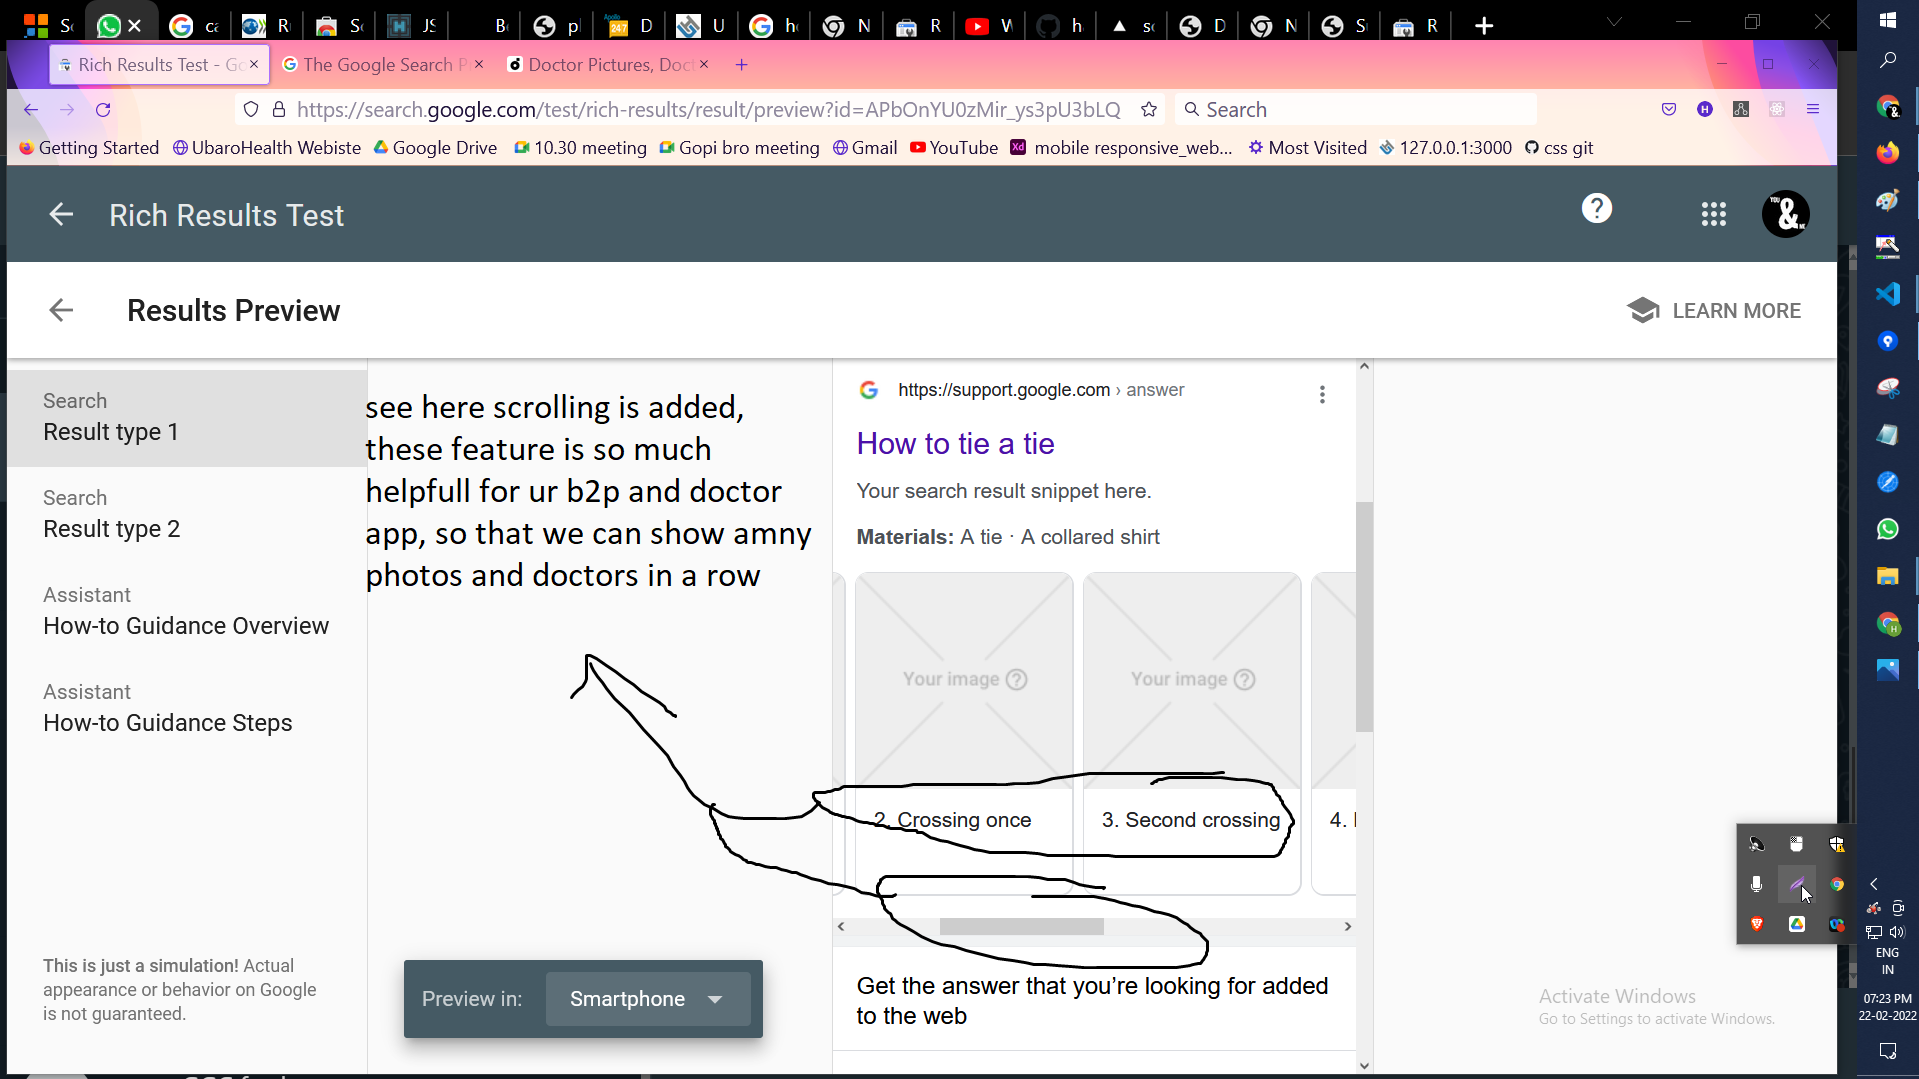 Rich Results Test - Go
The Google Search P
Doctor Pictures, Doct
https://search.google.com/test/rich-results/result/preview?id=APbOnYU0zMir_ys3pU3bLQ
Search
Getting Started
UbaroHealth Webiste
Google Drive
10.30 meeting
Gopi bro meeting
Gmail
YouTube
mobile responsive_web...
Most Visited
127.0.0.1:3000
css git
Rich Results Test
Results Preview
LEARN MORE
Search
Result type 1
Search
Result type 2
Assistant
How-to Guidance Overview
Assistant
How-to Guidance Steps
This is just a simulation! Actual
appearance or behavior on Google
is not guaranteed.
see here scrolling is added,
these feature is so much
helpfull for ur b2p and doctor
app, so that we can show amny
photos and doctors in a row
Preview in: Smartphone
https://support.google.com › answer
How to tie a tie
Your search result snippet here.
Materials: A tie · A collared shirt
Your image
Your image
2. Crossing once
3. Second crossing
4.
Get the answer that you’re looking for added
to the web
Activate Windows
Go to Settings to activate Windows.
ENG
IN
07:23 PM
22-02-2022